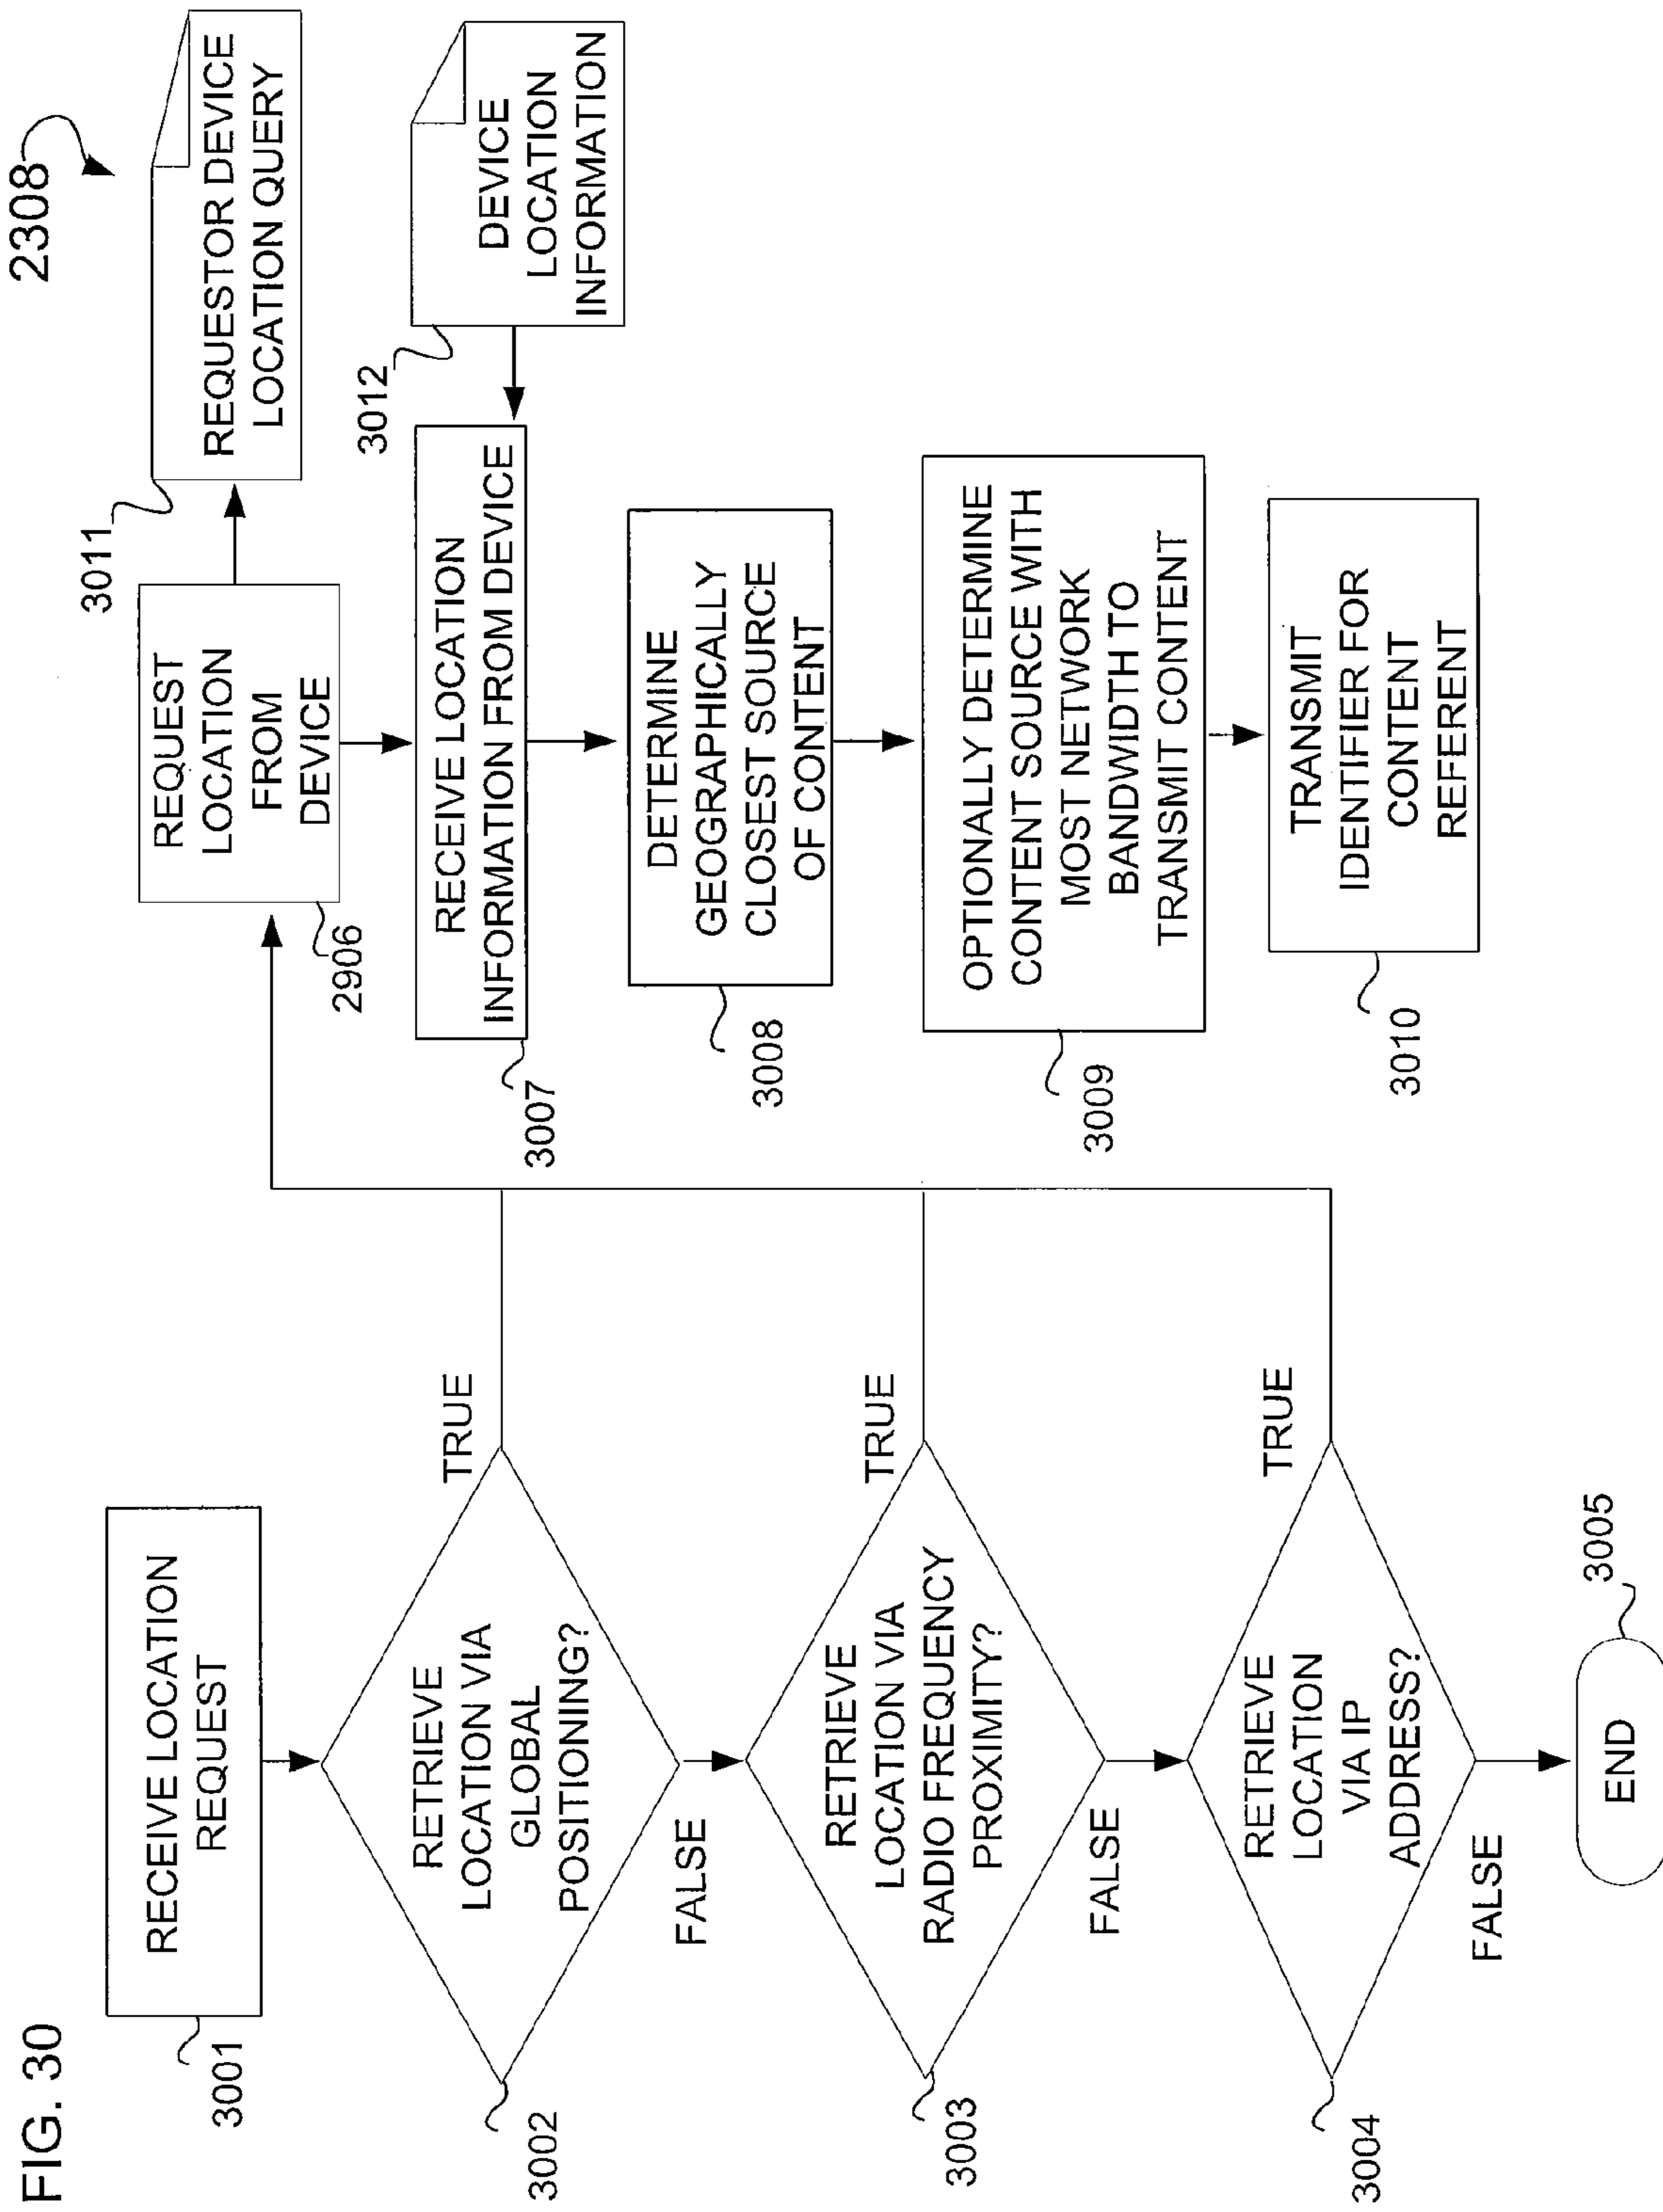 FIG. 30
2308
3001
RECEIVE LOCATION
REQUEST
3002
RETRIEVE
LOCATION VIA
GLOBAL
POSITIONING?
TRUE
FALSE
3003
RETRIEVE
LOCATION VIA
RADIO FREQUENCY
PROXIMITY?
TRUE
FALSE
3004
RETRIEVE
LOCATION
VIA IP
ADDRESS?
TRUE
FALSE
3005
END
REQUEST
LOCATION
FROM
DEVICE
2906
3011
REQUESTOR DEVICE
LOCATION QUERY
RECEIVE LOCATION
INFORMATION FROM DEVICE
3007
3012
DEVICE
LOCATION
INFORMATION
DETERMINE
GEOGRAPHICALLY
CLOSEST SOURCE
OF CONTENT
3008
OPTIONALLY DETERMINE
CONTENT SOURCE WITH
MOST NETWORK
BANDWIDTH TO
TRANSMIT CONTENT
3009
TRANSMIT
IDENTIFIER FOR
CONTENT
REFERENT
3010